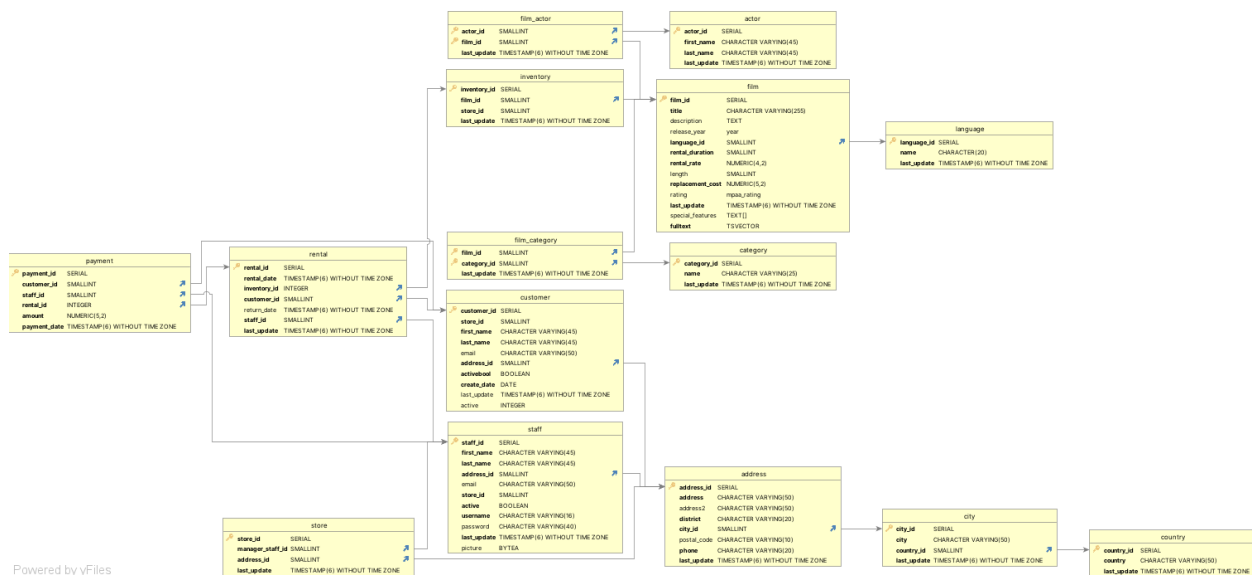 film_actor
actor_id SMALLINT
film_id SMALLINT
last_update TIMESTAMP(6) WITHOUT TIME ZONE
actor
actor_id SERIAL
first_name CHARACTER VARYING(45)
last_name CHARACTER VARYING(45)
last_update TIMESTAMP(6) WITHOUT TIME ZONE
inventory
inventory_id SERIAL
film_id SMALLINT
store_id SMALLINT
last_update TIMESTAMP(6) WITHOUT TIME ZONE
film
film_id SERIAL
title CHARACTER VARYING(255)
description TEXT
release_year year
language_id SMALLINT
rental_duration SMALLINT
rental_rate NUMERIC(4,2)
length SMALLINT
replacement_cost NUMERIC(5,2)
rating mpaa_rating
last_update TIMESTAMP(6) WITHOUT TIME ZONE
special_features TEXT[]
fulltext TSVECTOR
language
language_id SERIAL
name CHARACTER(20)
last_update TIMESTAMP(6) WITHOUT TIME ZONE
film_category
film_id SMALLINT
category_id SMALLINT
last_update TIMESTAMP(6) WITHOUT TIME ZONE
category
category_id SERIAL
name CHARACTER VARYING(25)
last_update TIMESTAMP(6) WITHOUT TIME ZONE
payment
payment_id SERIAL
customer_id SMALLINT
staff_id SMALLINT
rental_id INTEGER
amount NUMERIC(5,2)
payment_date TIMESTAMP(6) WITHOUT TIME ZONE
rental
rental_id SERIAL
rental_date TIMESTAMP(6) WITHOUT TIME ZONE
inventory_id INTEGER
customer_id SMALLINT
return_date TIMESTAMP(6) WITHOUT TIME ZONE
staff_id SMALLINT
last_update TIMESTAMP(6) WITHOUT TIME ZONE
customer
customer_id SERIAL
store_id SMALLINT
first_name CHARACTER VARYING(45)
last_name CHARACTER VARYING(45)
email CHARACTER VARYING(50)
address_id SMALLINT
activebool BOOLEAN
create_date DATE
last_update TIMESTAMP(6) WITHOUT TIME ZONE
active INTEGER
staff
staff_id SERIAL
first_name CHARACTER VARYING(45)
last_name CHARACTER VARYING(45)
address_id SMALLINT
email CHARACTER VARYING(50)
store_id SMALLINT
active BOOLEAN
username CHARACTER VARYING(16)
password CHARACTER VARYING(40)
last_update TIMESTAMP(6) WITHOUT TIME ZONE
picture BYTEA
address
address_id SERIAL
address CHARACTER VARYING(50)
address2 CHARACTER VARYING(50)
district CHARACTER VARYING(20)
city_id SMALLINT
postal_code CHARACTER VARYING(10)
phone CHARACTER VARYING(20)
last_update TIMESTAMP(6) WITHOUT TIME ZONE
city
city_id SERIAL
city CHARACTER VARYING(50)
country_id SMALLINT
last_update TIMESTAMP(6) WITHOUT TIME ZONE
country
country_id SERIAL
country CHARACTER VARYING(50)
last_update TIMESTAMP(6) WITHOUT TIME ZONE
store
store_id SERIAL
manager_staff_id SMALLINT
address_id SMALLINT
last_update TIMESTAMP(6) WITHOUT TIME ZONE
Powered by yFiles